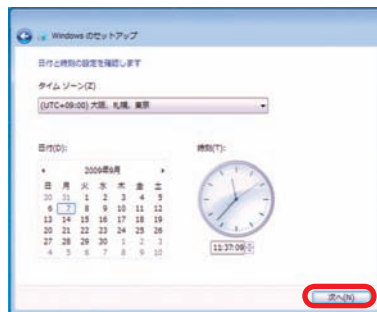 Windows のセットアップ
日付と時刻の設定を確認します
タイム ゾーン(Z)
(UTC+09:00) 大阪、札幌、東京
日付(D):
時刻(T):
2009年9月
日 月 火 水 木 金 土
30 31 1 2 3 4 5
6 7 8 9 10 11 12
13 14 15 16 17 18 19
20 21 22 23 24 25 26
27 28 29 30 1 2 3
4 5 6 7 8 9 10
11:37:09
次へ(N)